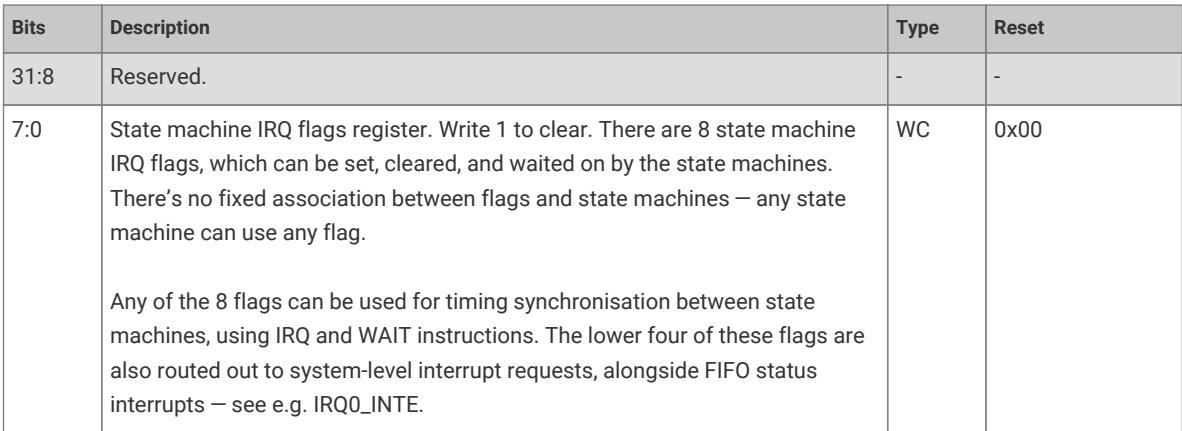 Bits Description Type Reset
31:8 Reserved. - -
7:0 State machine IRQ flags register. Write 1 to clear. There are 8 state machine WC 0x00
IRQ flags, which can be set, cleared, and waited on by the state machines.
There’s no fixed association between flags and state machines — any state
machine can use any flag.
Any of the 8 flags can be used for timing synchronisation between state
machines, using IRQ and WAIT instructions. The lower four of these flags are
also routed out to system-level interrupt requests, alongside FIFO status
interrupts — see e.g. IRQ0_INTE.